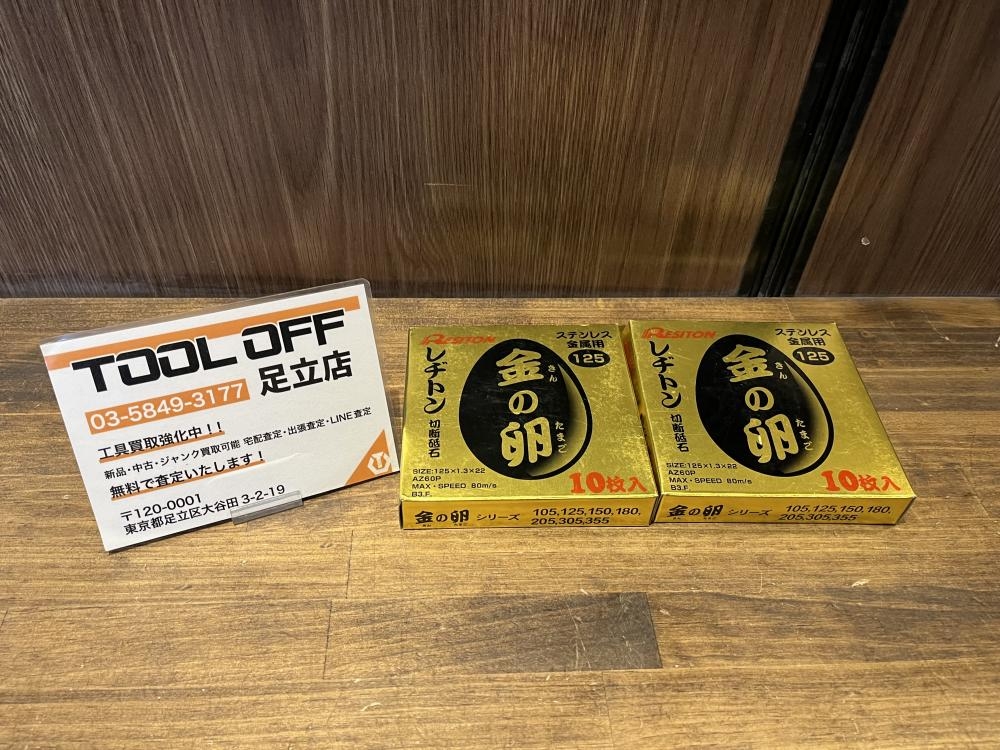 TOOL OFF
03-5849-3177 足立店
工具買取強化中！！
新品・中古・ジャンク買取可能 宅配査定・出張査定・LINE査定
無料で査定いたします！
〒120-0001
東京都足立区大谷田 3-2-19
RESITON
ステンレス
金属用
125
レヂトン
切断砥石
金の卵
きん
たまご
SIZE:125×1.3×22
AZ60P
MAX・SPEED 80m/s
B3.F.
10枚入
金の卵 シリーズ 105,125,150,180,
205,305,355
RESITON
ステンレス
金属用
125
レヂトン
切断砥石
金の卵
きん
たまご
SIZE:125×1.3×22
AZ60P
MAX・SPEED 80m/s
B3.F.
10枚入
金の卵 シリーズ 105,125,150,180,
205,305,355